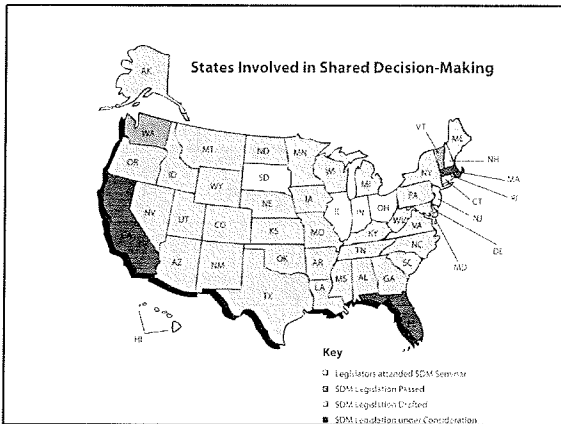 States Involved in Shared Decision-Making
AK
WA
OR
ID
MT
ND
MN
WI
MI
VT
ME
NH
MA
RI
CT
NJ
DE
MD
NY
PA
SD
WY
NE
IA
NV
UT
CO
KS
MO
IL
IN
OH
WV
VA
KY
NC
TN
SC
AZ
NM
OK
AR
TX
LA
MS
AL
GA
HI
Key
Legislators attended SDM Seminar
SDM Legislation Passed
SDM Legislation Drafted
SDM Legislation under Consideration